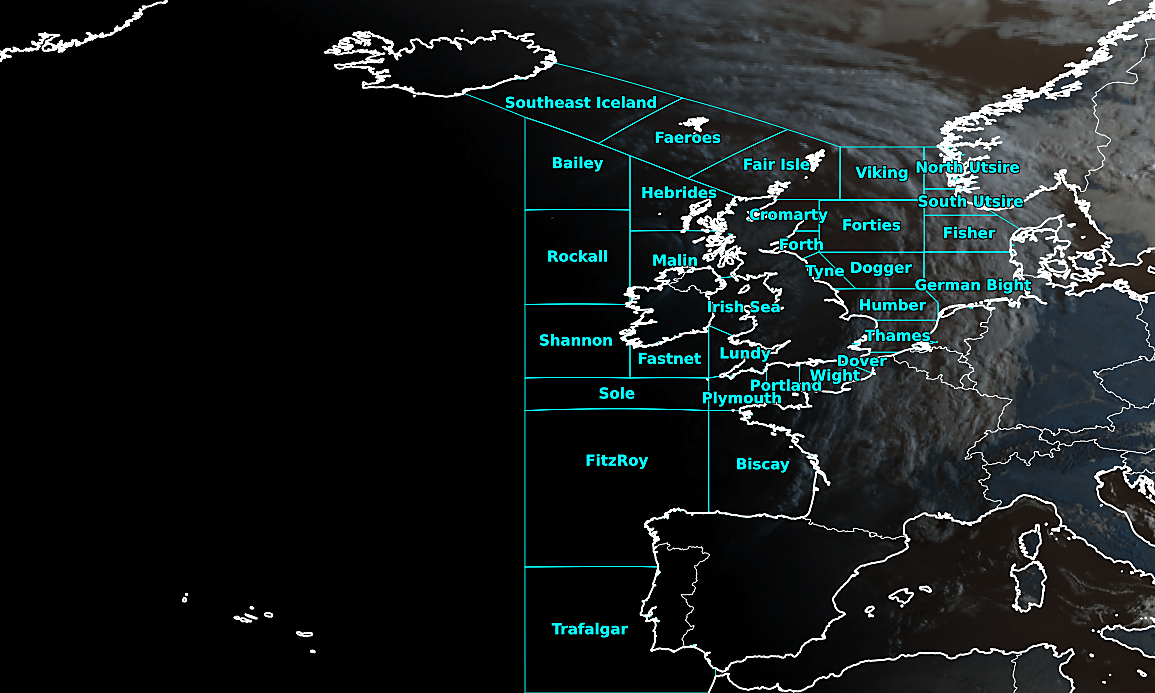 Southeast Iceland
Faeroes
Bailey
Fair Isle
Viking
North Utsire
Hebrides
South Utsire
Cromarty
Forties
Fisher
Forth
Rockall
Malin
Tyne
Dogger
German Bight
Irish Sea
Humber
Shannon
Thames
Fastnet
Lundy
Dover
Wight
Portland
Sole
Plymouth
FitzRoy
Biscay
Trafalgar